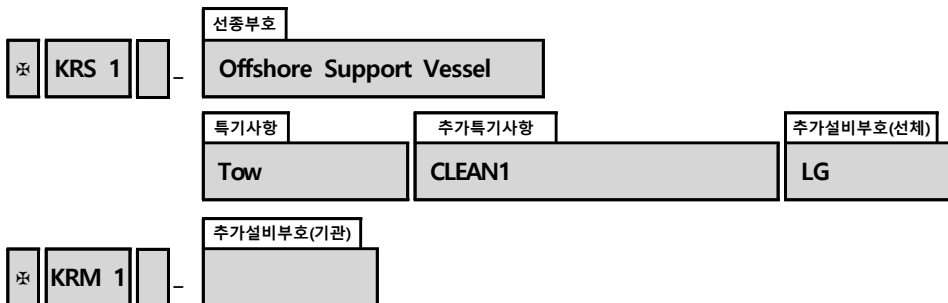 선종부호
✠ KRS 1 – Offshore Support Vessel
특기사항 추가특기사항 추가설비부호(선체)
Tow CLEAN1 LG
추가설비부호(기관)
✠ KRM 1 –